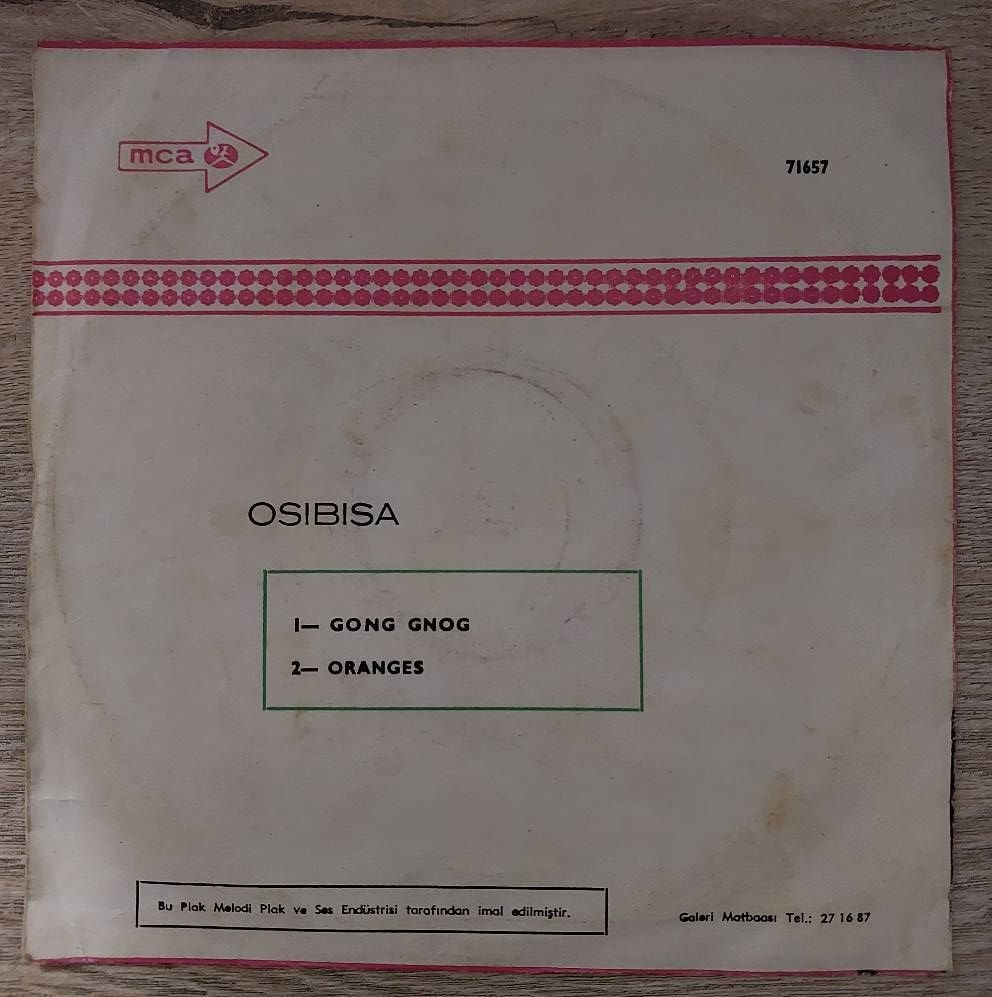 mca
71657
OSIBISA
1— GONG GNOG
2— ORANGES
Bu Plak Melodi Plak ve Ses Endüstrisi tarafından imal edilmiştir.
Galeri Matbaası Tel.: 27 16 87